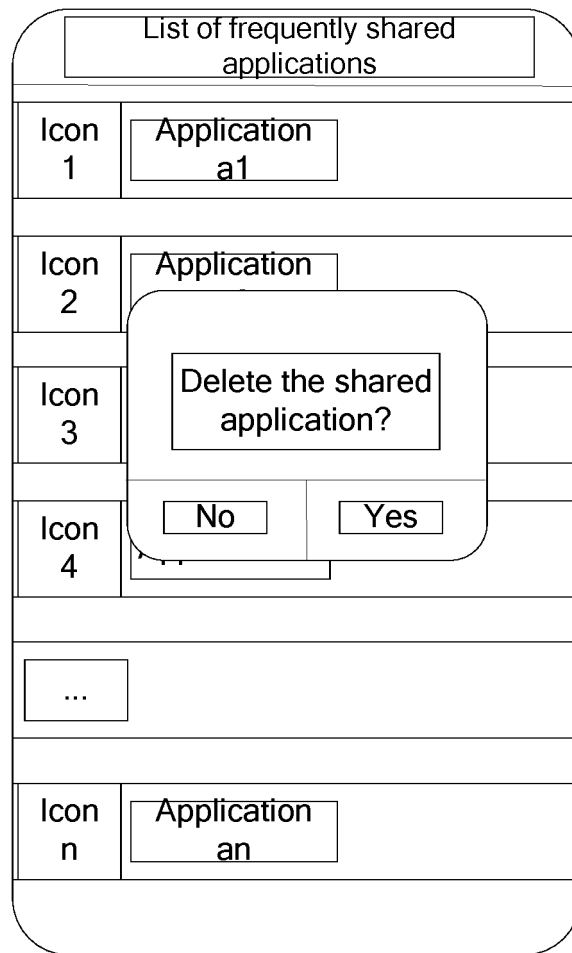 List of frequently shared
applications
Icon
1
Application
a1
Icon
2
Application
Icon
3
Delete the shared
application?
No
Yes
Icon
4
...
Icon
n
Application
an